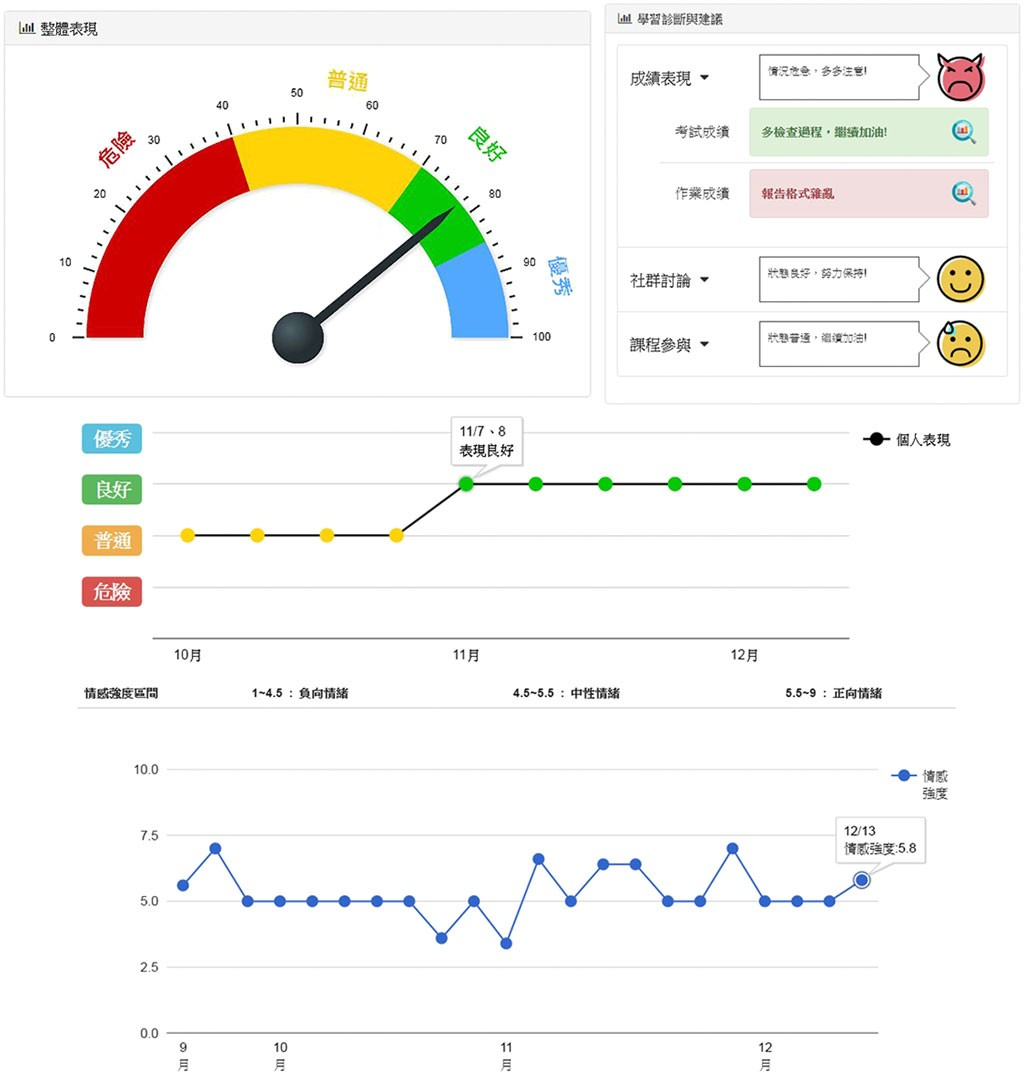 整體表現
普通
危險
良好
優秀
0
10
20
30
40
50
60
70
80
90
100
學習診斷與建議
成績表現
情況危急，多多注意!
考試成績
多檢查過程，繼續加油!
作業成績
報告格式雜亂
社群討論
狀態良好，努力保持!
課程參與
狀態普通，繼續加油!
11/7、8
表現良好
個人表現
優秀
良好
普通
危險
10月
11月
12月
情感強度區間
1~4.5 : 負向情緒
4.5~5.5 : 中性情緒
5.5~9 : 正向情緒
10.0
7.5
5.0
2.5
0.0
情感
強度
12/13
情感強度:5.8
9
月
10
月
11
月
12
月